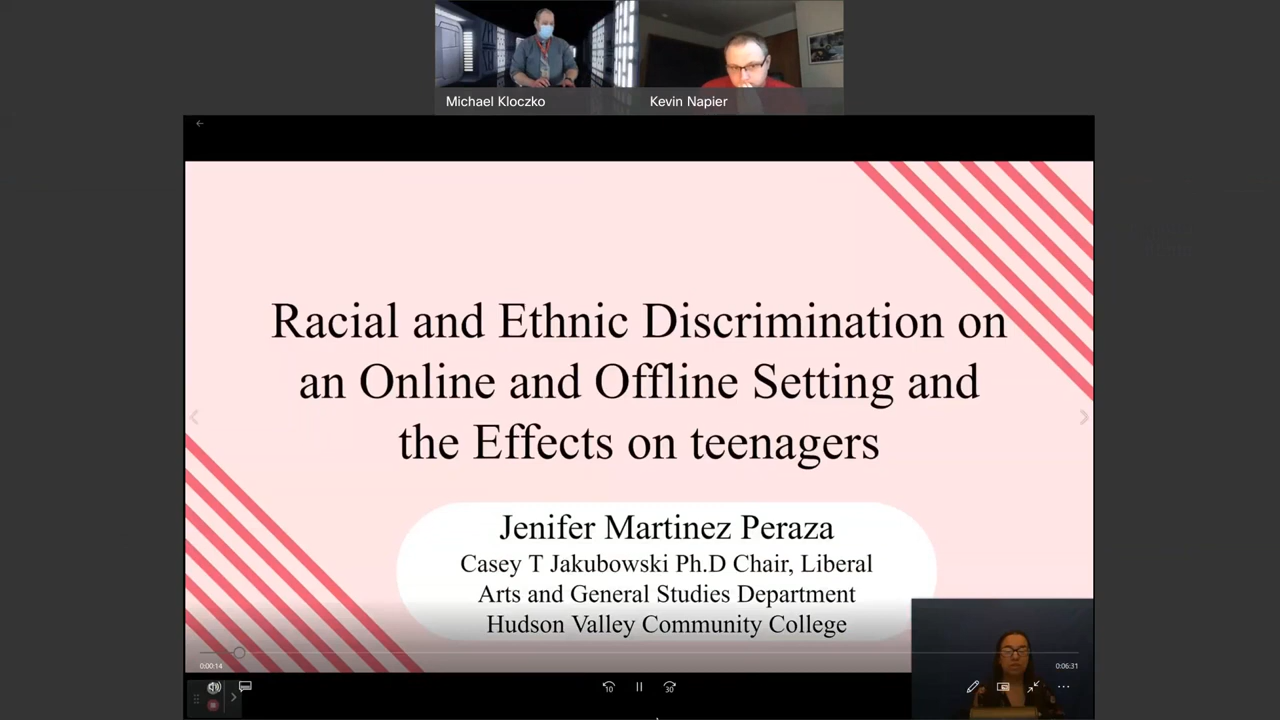 Michael Kloczko
Kevin Napier
Racial and Ethnic Discrimination on
an Online and Offline Setting and
the Effects on teenagers
Jenifer Martinez Peraza
Casey T Jakubowski Ph.D Chair, Liberal
Arts and General Studies Department
Hudson Valley Community College
0:00:14
0:06:31
10
30